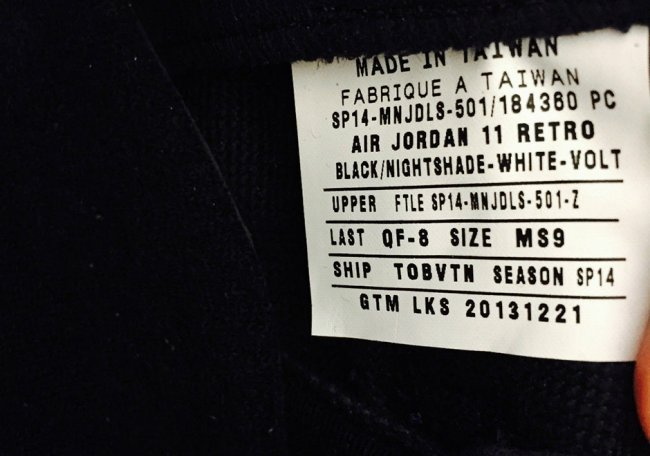 MADE IN TAIWAN
FABRIQUE A TAIWAN
SP14-MNJDLS-501/184360 PC
AIR JORDAN 11 RETRO
BLACK/NIGHTSHADE-WHITE-VOLT
UPPER FTLE SP14-MNJDLS-501-Z
LAST QF-8 SIZE MS9
SHIP TOBVTN SEASON SP14
GTM LKS 20131221